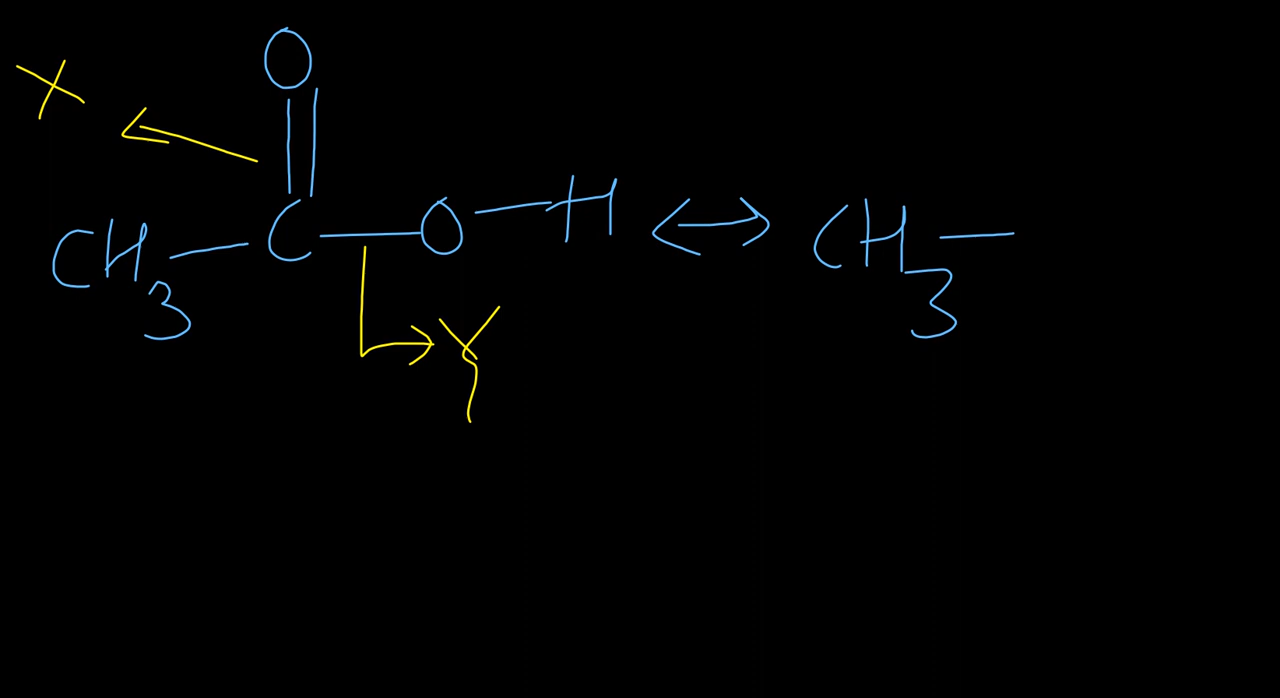 O
X
CH3 — C — O — H ↔ CH3 —
Y